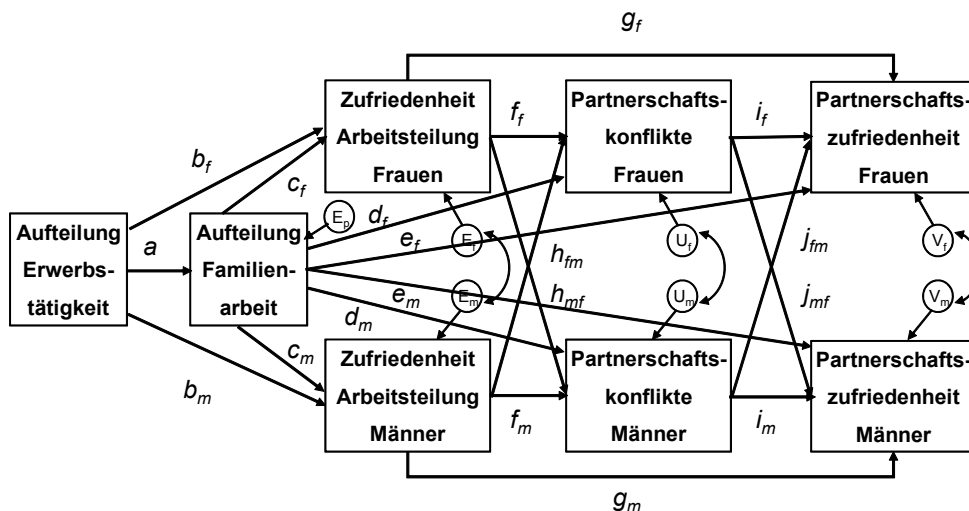 g_f
Zufriedenheit
Arbeitsteilung
Frauen
f_f
Partnerschafts-
konflikte
Frauen
i_f
Partnerschafts-
zufriedenheit
Frauen
b_f
c_f
E_p
d_f
e_f
E_f
U_f
V_f
h_fm
j_fm
Aufteilung
Erwerbs-
tätigkeit
a
Aufteilung
Familien-
arbeit
e_m
d_m
E_m
U_m
V_m
h_mf
j_mf
c_m
b_m
Zufriedenheit
Arbeitsteilung
Männer
f_m
Partnerschafts-
konflikte
Männer
i_m
Partnerschafts-
zufriedenheit
Männer
g_m